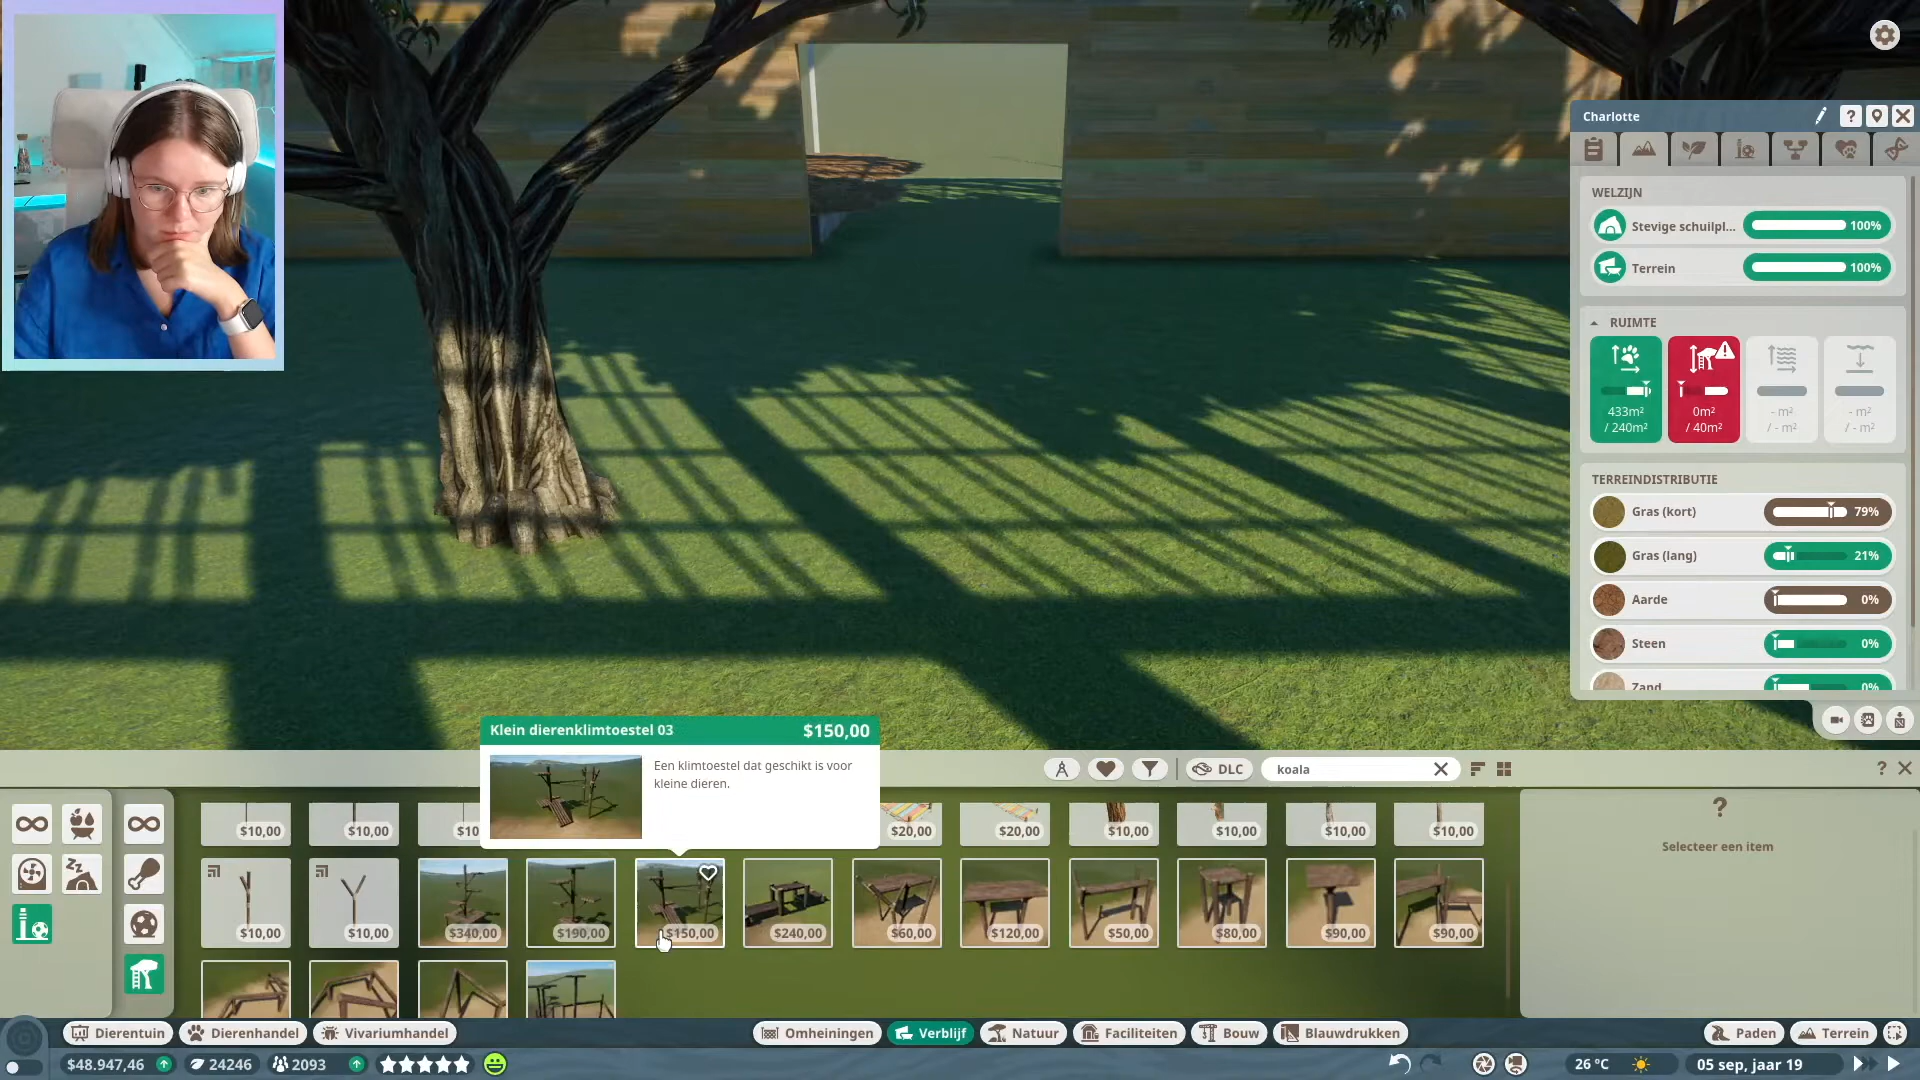 Charlotte
WELZIJN
Stevige schuilpl... 100%
Terrein 100%
RUIMTE
433m² / 240m²
0m² / 40m²
- m² / - m²
- m² / - m²
TERREINDISTRIBUTIE
Gras (kort) 79%
Gras (lang) 21%
Aarde 0%
Steen 0%
Zand 0%
Klein dierenklimtoestel 03 $150,00
Een klimtoestel dat geschikt is voor
kleine dieren.
DLC koala
$10,00 $10,00 $10 $20,00 $20,00 $10,00 $10,00 $10,00 $10,00
$10,00 $10,00 $340,00 $190,00 $150,00 $240,00 $60,00 $120,00 $50,00 $80,00 $90,00 $90,00
?
Selecteer een item
Dierentuin Dierenhandel Vivariumhandel Omheiningen Verblijf Natuur Faciliteiten Bouw Blauwdrukken Paden Terrein
$48.947,46 24246 2093 26 °C 05 sep, jaar 19